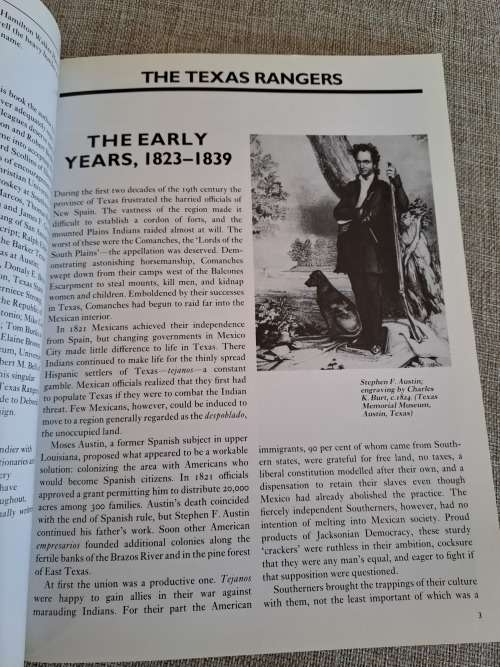 Hamilton
name.
is book the
THE TEXAS RANGERS
THE EARLY
YEARS, 1823–1839
During the first two decades of the 19th century the
province of Texas frustrated the harried officials of
New Spain. The vastness of the region made it
difficult to establish a cordon of forts, and the
mounted Plains Indians raided almost at will. The
worst of these were the Comanches, the 'Lords of the
South Plains'—the appellation was deserved. Dem-
onstrating astonishing horsemanship, Comanches
swept down from their camps west of the Balcones
Escarpment to steal mounts, kill men, and kidnap
women and children. Emboldened by their successes
in Texas, Comanches had begun to raid far into the
Mexican interior.
In 1821 Mexicans achieved their independence
from Spain, but changing governments in Mexico
City made little difference to life in Texas. There
Indians continued to make life for the thinly spread
Hispanic settlers of Texas—tejanos—a constant
gamble. Mexican officials realized that they first had
to populate Texas if they were to combat the Indian
threat. Few Mexicans, however, could be induced to
move to a region generally regarded as the despoblado,
the unoccupied land.
Moses Austin, a former Spanish subject in upper
Louisiana, proposed what appeared to be a workable
solution: colonizing the area with Americans who
would become Spanish citizens. In 1821 officials
approved a grant permitting him to distribute 20,000
acres among 300 families. Austin's death coincided
with the end of Spanish rule, but Stephen F. Austin
continued his father's work. Soon other American
empresarios founded additional colonies along the
fertile banks of the Brazos River and in the pine forest
of East Texas.
At first the union was a productive one. Tejanos
were happy to gain allies in their war against
marauding Indians. For their part the American
Stephen F. Austin;
engraving by Charles
K. Burt, c.1824. (Texas
Memorial Museum,
Austin, Texas)
immigrants, 90 per cent of whom came from South-
ern states, were grateful for free land, no taxes, a
liberal constitution modelled after their own, and a
dispensation to retain their slaves even though
Mexico had already abolished the practice. The
fiercely independent Southerners, however, had no
intention of melting into Mexican society. Proud
products of Jacksonian Democracy, these sturdy
'crackers' were ruthless in their ambition, cocksure
that they were any man's equal, and eager to fight if
that supposition were questioned.
Southerners brought the trappings of their culture
with them, not the least important of which was a
3